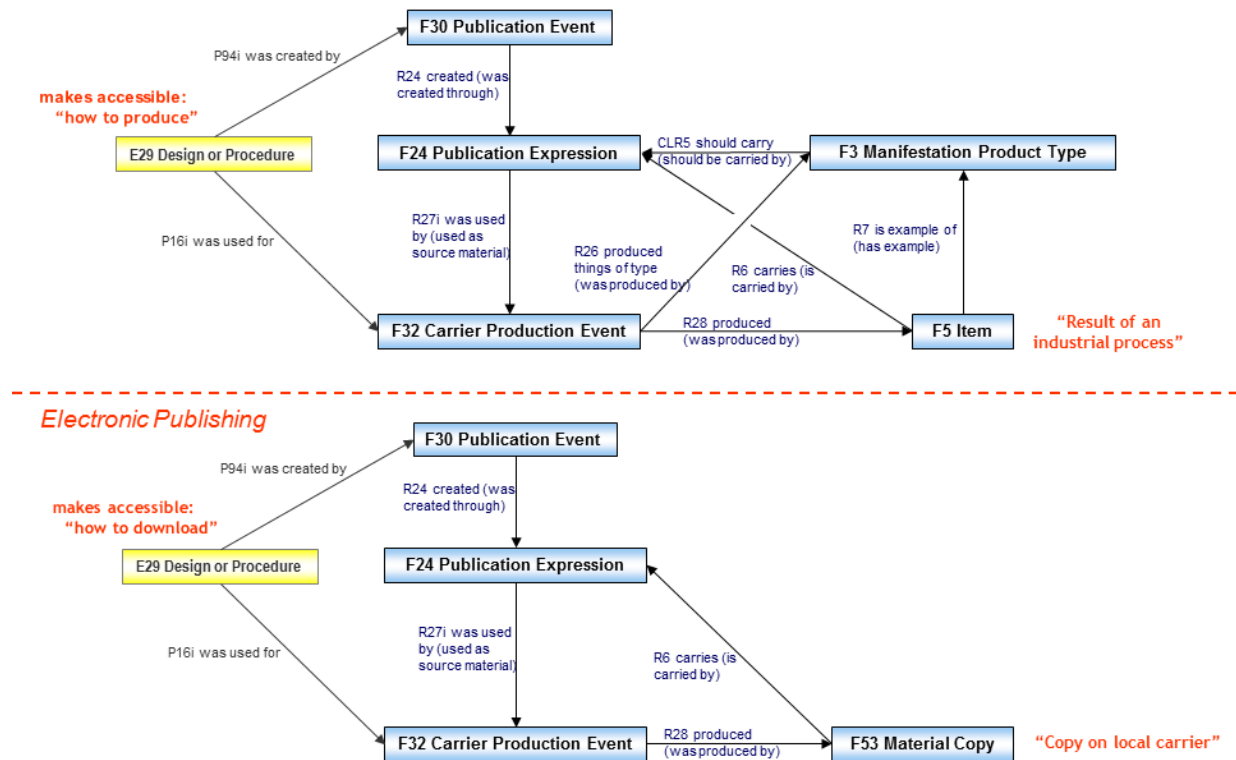 F30 Publication Event
P94i was created by
R24 created (was
created through)
makes accessible:
“how to produce”
E29 Design or Procedure
F24 Publication Expression
CLR5 should carry
(should be carried by)
F3 Manifestation Product Type
R27i was used
by (used as
source material)
R7 is example of
(has example)
P16i was used for
R26 produced
things of type
(was produced by)
R6 carries (is
carried by)
F32 Carrier Production Event
R28 produced
(was produced by)
F5 Item
“Result of an
industrial process”
Electronic Publishing
F30 Publication Event
P94i was created by
R24 created (was
created through)
makes accessible:
“how to download”
E29 Design or Procedure
F24 Publication Expression
R27i was used
by (used as
source material)
P16i was used for
R6 carries (is
carried by)
F32 Carrier Production Event
R28 produced
(was produced by)
F53 Material Copy
“Copy on local carrier”